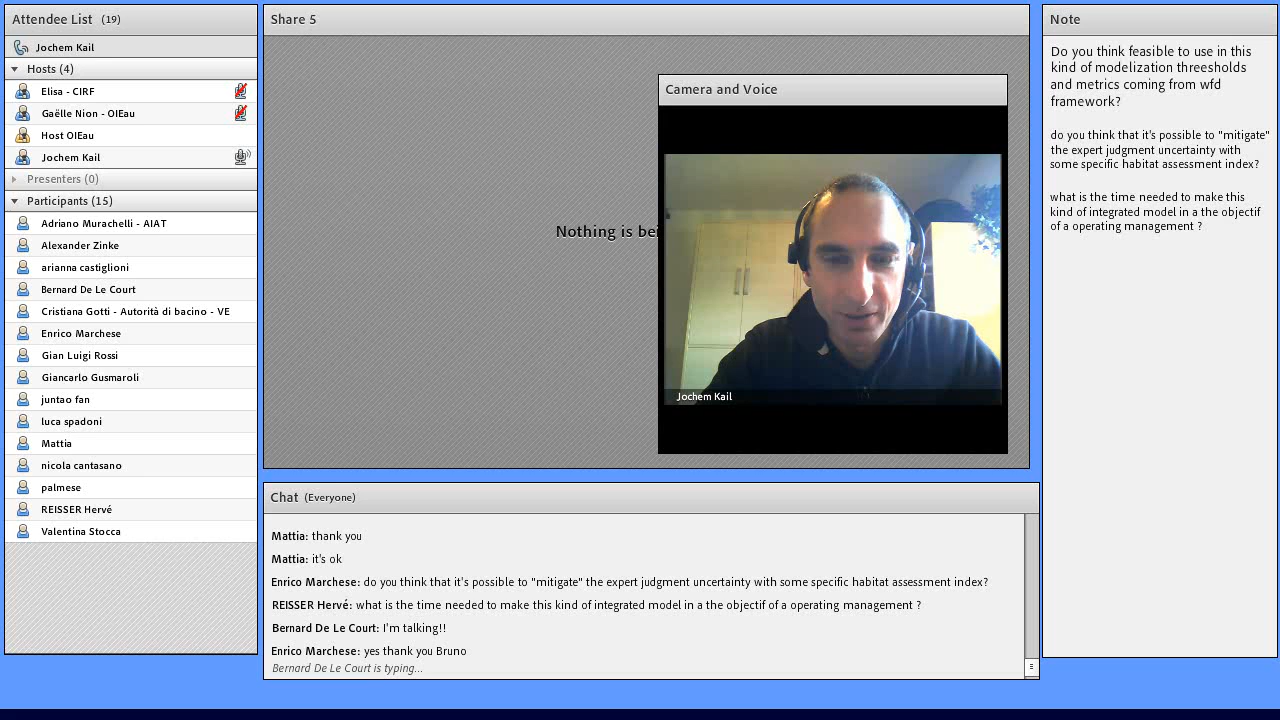 Attendee List (19)
Jochem Kail
Hosts (4)
Elisa - CIRF
Gaëlle Nion - OIEau
Host OIEau
Jochem Kail
Presenters (0)
Participants (15)
Adriano Murachelli - AIAT
Alexander Zinke
arianna castiglioni
Bernard De Le Court
Cristiana Gotti - Autorità di bacino - VE
Enrico Marchese
Gian Luigi Rossi
Giancarlo Gusmaroli
juntao fan
luca spadoni
Mattia
nicola cantasano
palmese
REISSER Hervé
Valentina Stocca
Share 5
Nothing is bei
Camera and Voice
Jochem Kail
Chat (Everyone)
Mattia: thank you
Mattia: it's ok
Enrico Marchese: do you think that it's possible to "mitigate" the expert judgment uncertainty with some specific habitat assessment index?
REISSER Hervé: what is the time needed to make this kind of integrated model in a the objectif of a operating management ?
Bernard De Le Court: I'm talking!!
Enrico Marchese: yes thank you Bruno
Bernard De Le Court is typing...
Note
Do you think feasible to use in this
kind of modelization threesholds
and metrics coming from wfd
framework?
do you think that it's possible to "mitigate"
the expert judgment uncertainty with
some specific habitat assessment index?
what is the time needed to make this
kind of integrated model in a the objectif
of a operating management ?